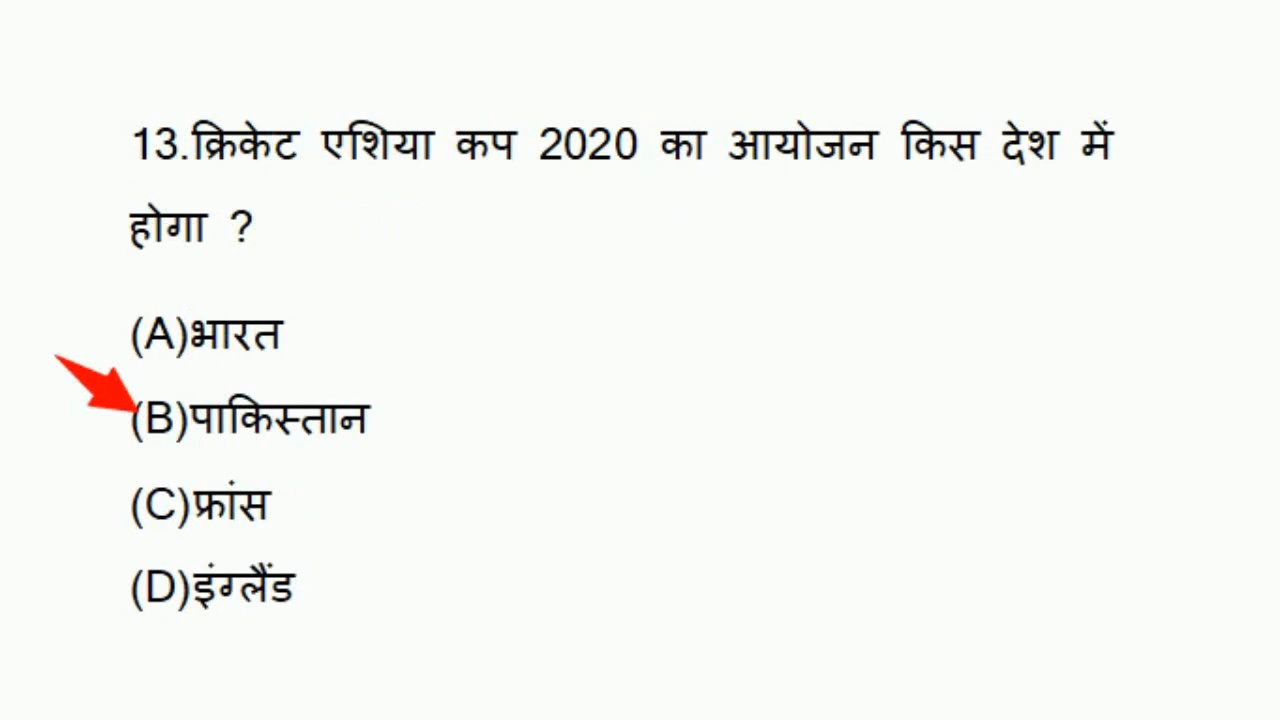 13.क्रिकेट एशिया कप 2020 का आयोजन किस देश में
होगा ?
(A)भारत
(B)पाकिस्तान
(C)फ्रांस
(D)इंग्लैंड